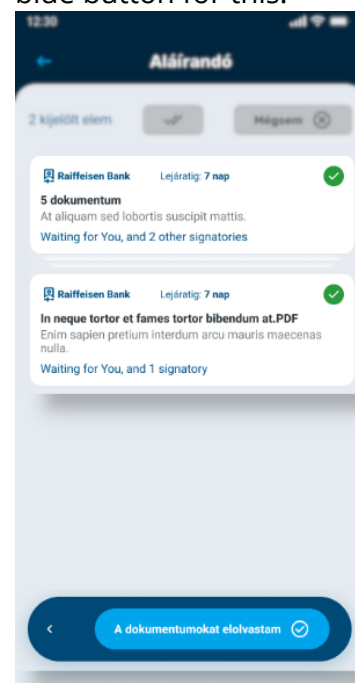 blue button for this.
12:30
Aláírandó
2 kijelölt elem
Mégsem
Raiffeisen Bank Lejáratig: 7 nap
5 dokumentum
At aliquam sed lobortis suscipit mattis.
Waiting for You, and 2 other signatories
Raiffeisen Bank Lejáratig: 7 nap
In neque tortor et fames tortor bibendum at.PDF
Enim sapien pretium interdum arcu mauris maecenas
nulla.
Waiting for You, and 1 signatory
A dokumentumokat elolvastam